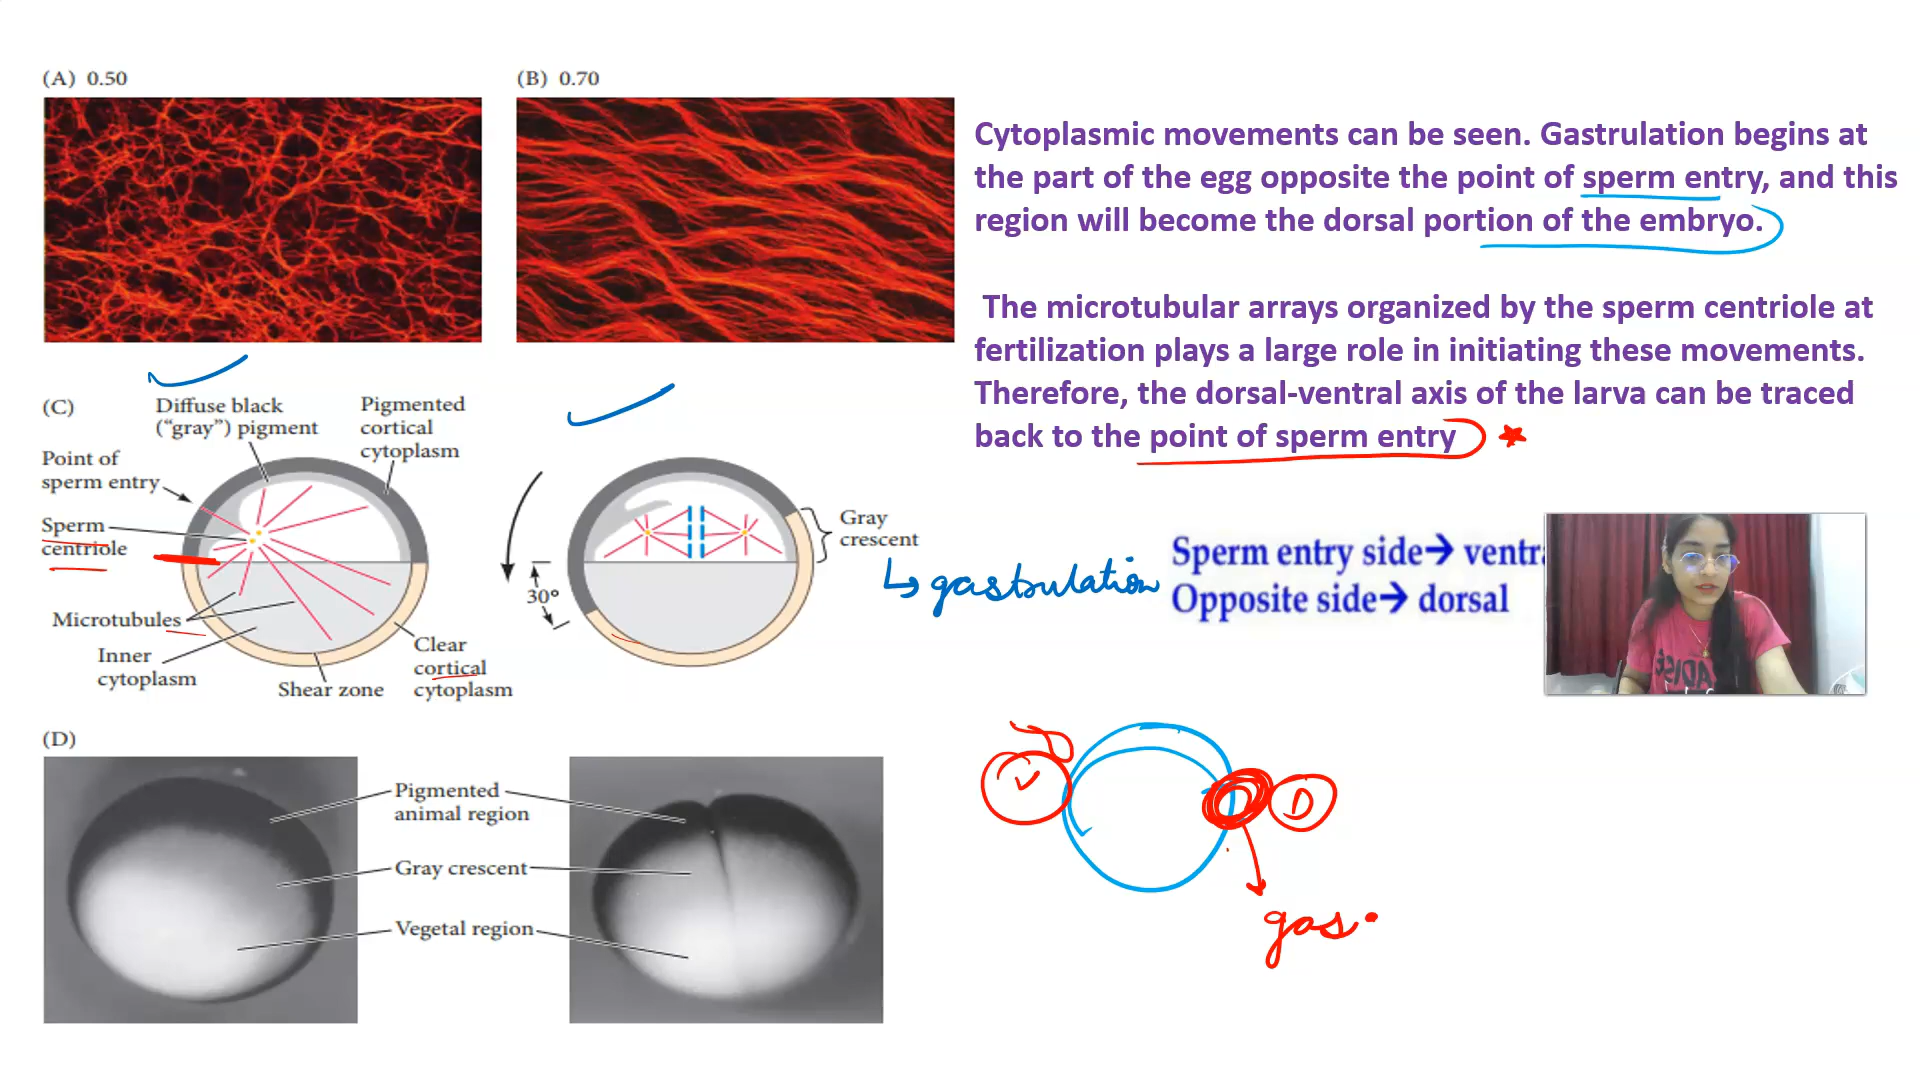 (A) 0.50
(B) 0.70
Cytoplasmic movements can be seen. Gastrulation begins at
the part of the egg opposite the point of sperm entry, and this
region will become the dorsal portion of the embryo.
The microtubular arrays organized by the sperm centriole at
fertilization plays a large role in initiating these movements.
Therefore, the dorsal-ventral axis of the larva can be traced
back to the point of sperm entry
(C)
Diffuse black
("gray") pigment
Pigmented
cortical
cytoplasm
Point of
sperm entry
Sperm
centriole
Microtubules
Inner
cytoplasm
Shear zone
Clear
cortical
cytoplasm
30°
Gray
crescent
↳ gastrulation
Sperm entry side→ ventra
Opposite side→ dorsal
(D)
Pigmented
animal region
Gray crescent
Vegetal region
V
D
gas